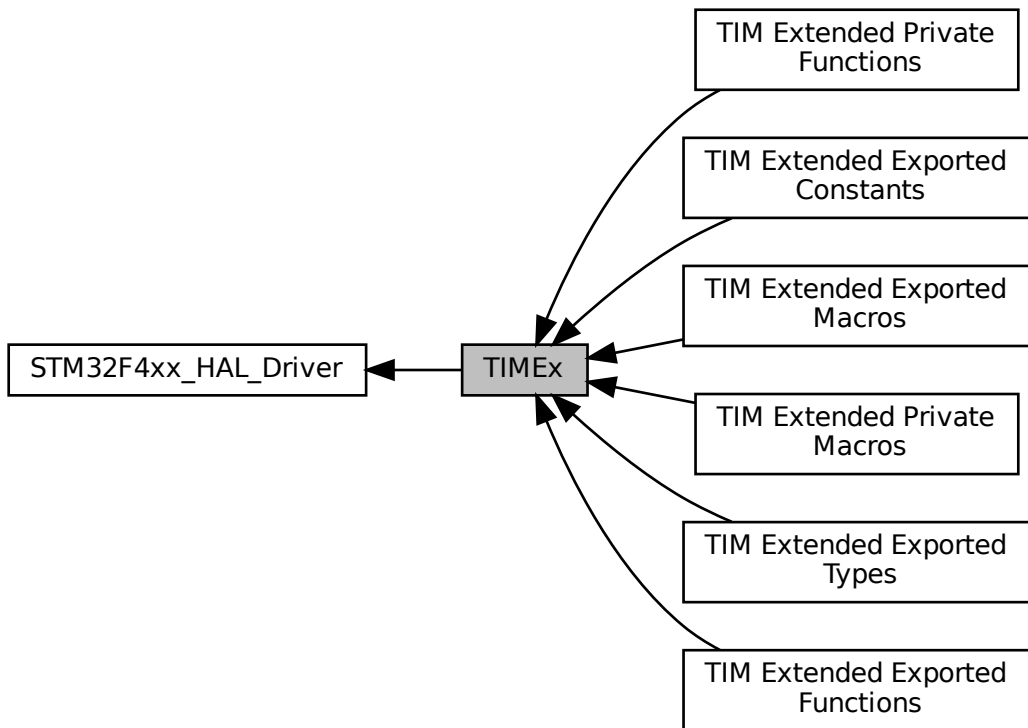 TIM Extended Private
Functions
TIM Extended Exported
Constants
TIM Extended Exported
Macros
STM32F4xx_HAL_Driver
TIMEx
TIM Extended Private
Macros
TIM Extended Exported
Types
TIM Extended Exported
Functions